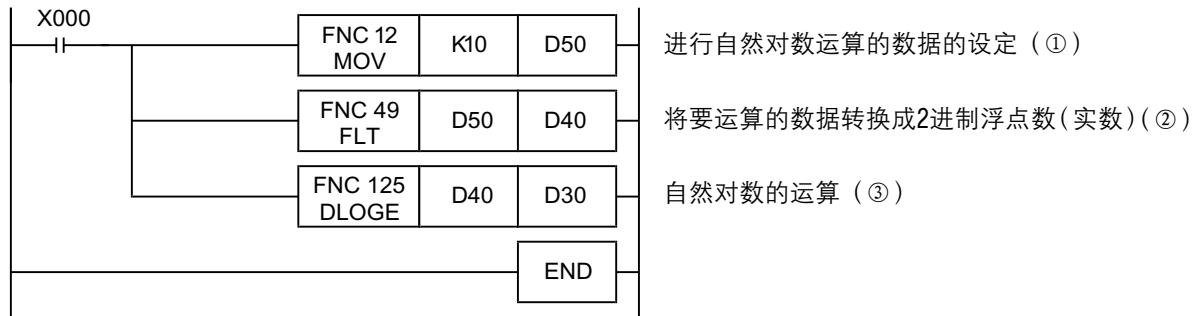 X000
FNC 12
MOV K10 D50 进行自然对数运算的数据的设定（①）
FNC 49
FLT D50 D40 将要运算的数据转换成2进制浮点数(实数)(②)
FNC 125
DLOGE D40 D30 自然对数的运算（③）
END